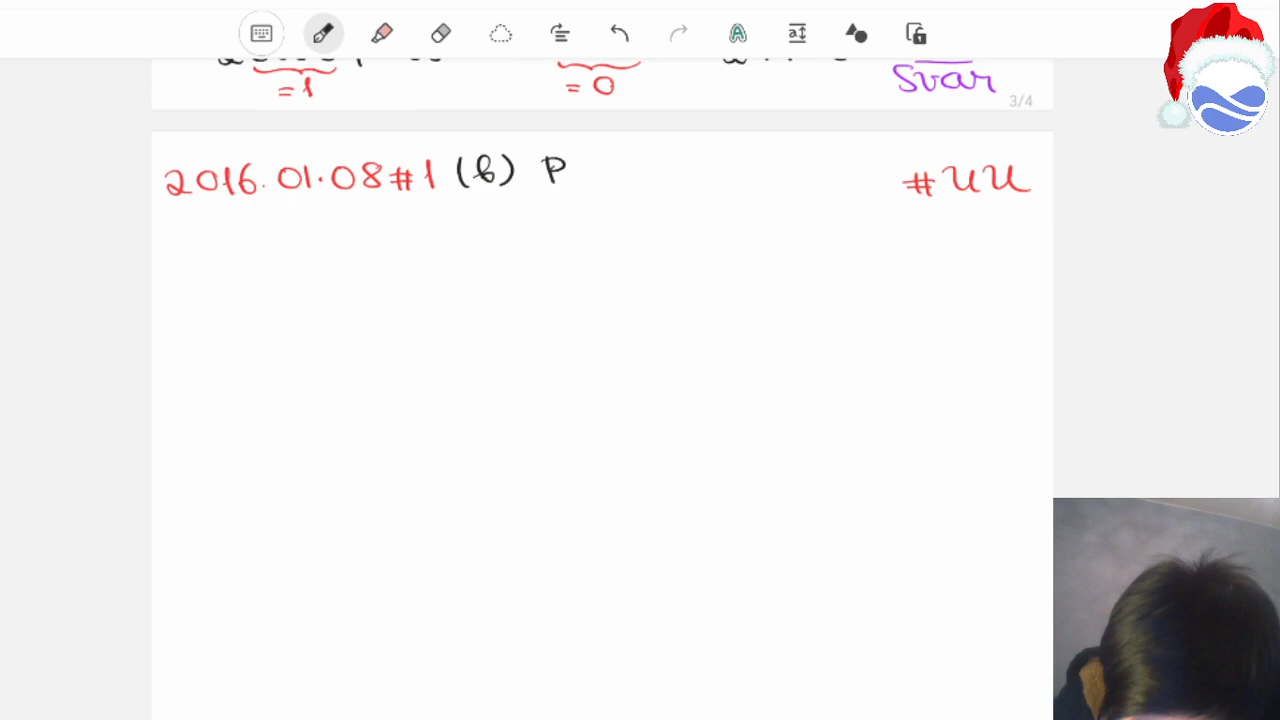 = 1 = 0 Svar
3/4
2016.01.08 #1 (b) P #UU